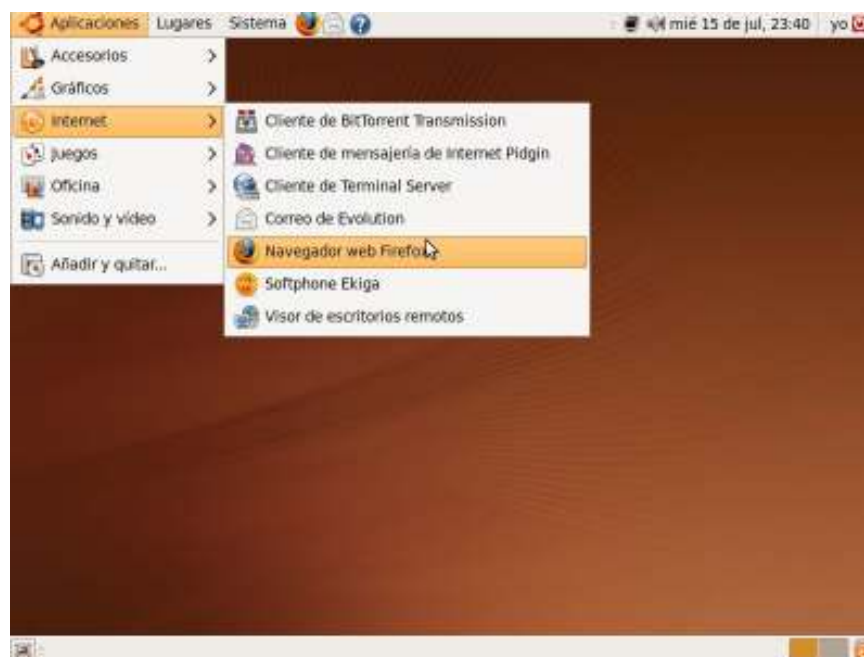 Aplicaciones Lugares Sistema mié 15 de jul, 23:40 yo
Accesorios
Gráficos
Internet
Juegos
Oficina
Sonido y vídeo
Añadir y quitar...
Cliente de BitTorrent Transmission
Cliente de mensajería de Internet Pidgin
Cliente de Terminal Server
Correo de Evolution
Navegador web Firefox
Softphone Ekiga
Visor de escritorios remotos